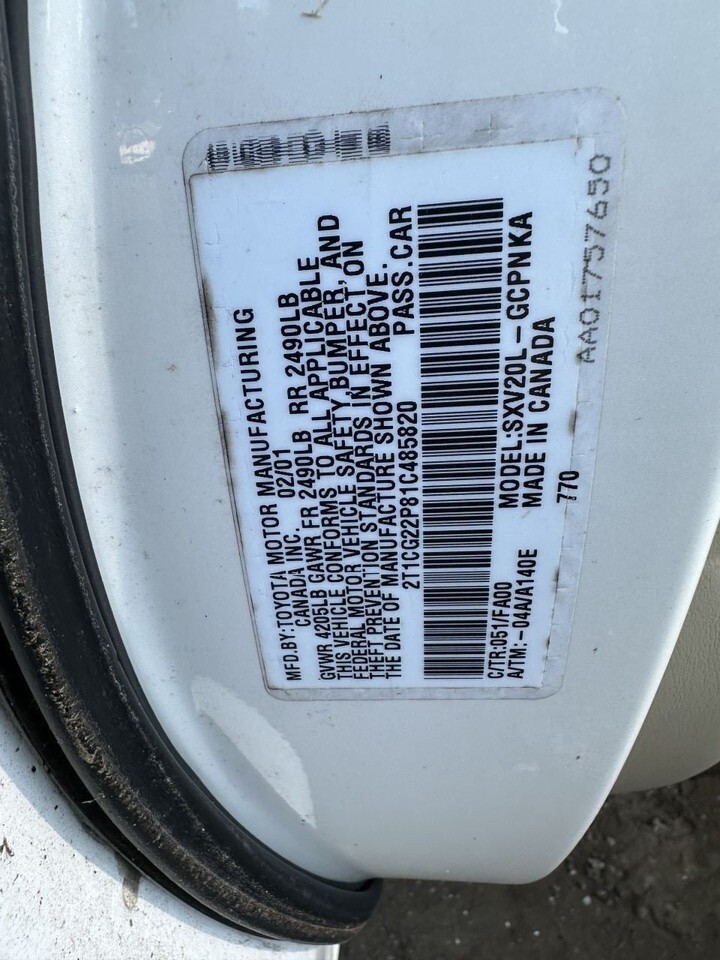 MFD.BY:TOYOTA MOTOR MANUFACTURING
CANADA INC. 02/01
GVWR 4205LB GAWR FR 2490LB RR 2490LB
THIS VEHICLE CONFORMS TO ALL APPLICABLE
FEDERAL MOTOR VEHICLE SAFETY, BUMPER, AND
THEFT PREVENTION STANDARDS IN EFFECT ON
THE DATE OF MANUFACTURE SHOWN ABOVE.
2T1CG22P81C485820 PASS.CAR
C/TR:051/FA00 MODEL:SXV20L-GCPNKA
A/TM:-04A/A140E MADE IN CANADA
770
AA01757650